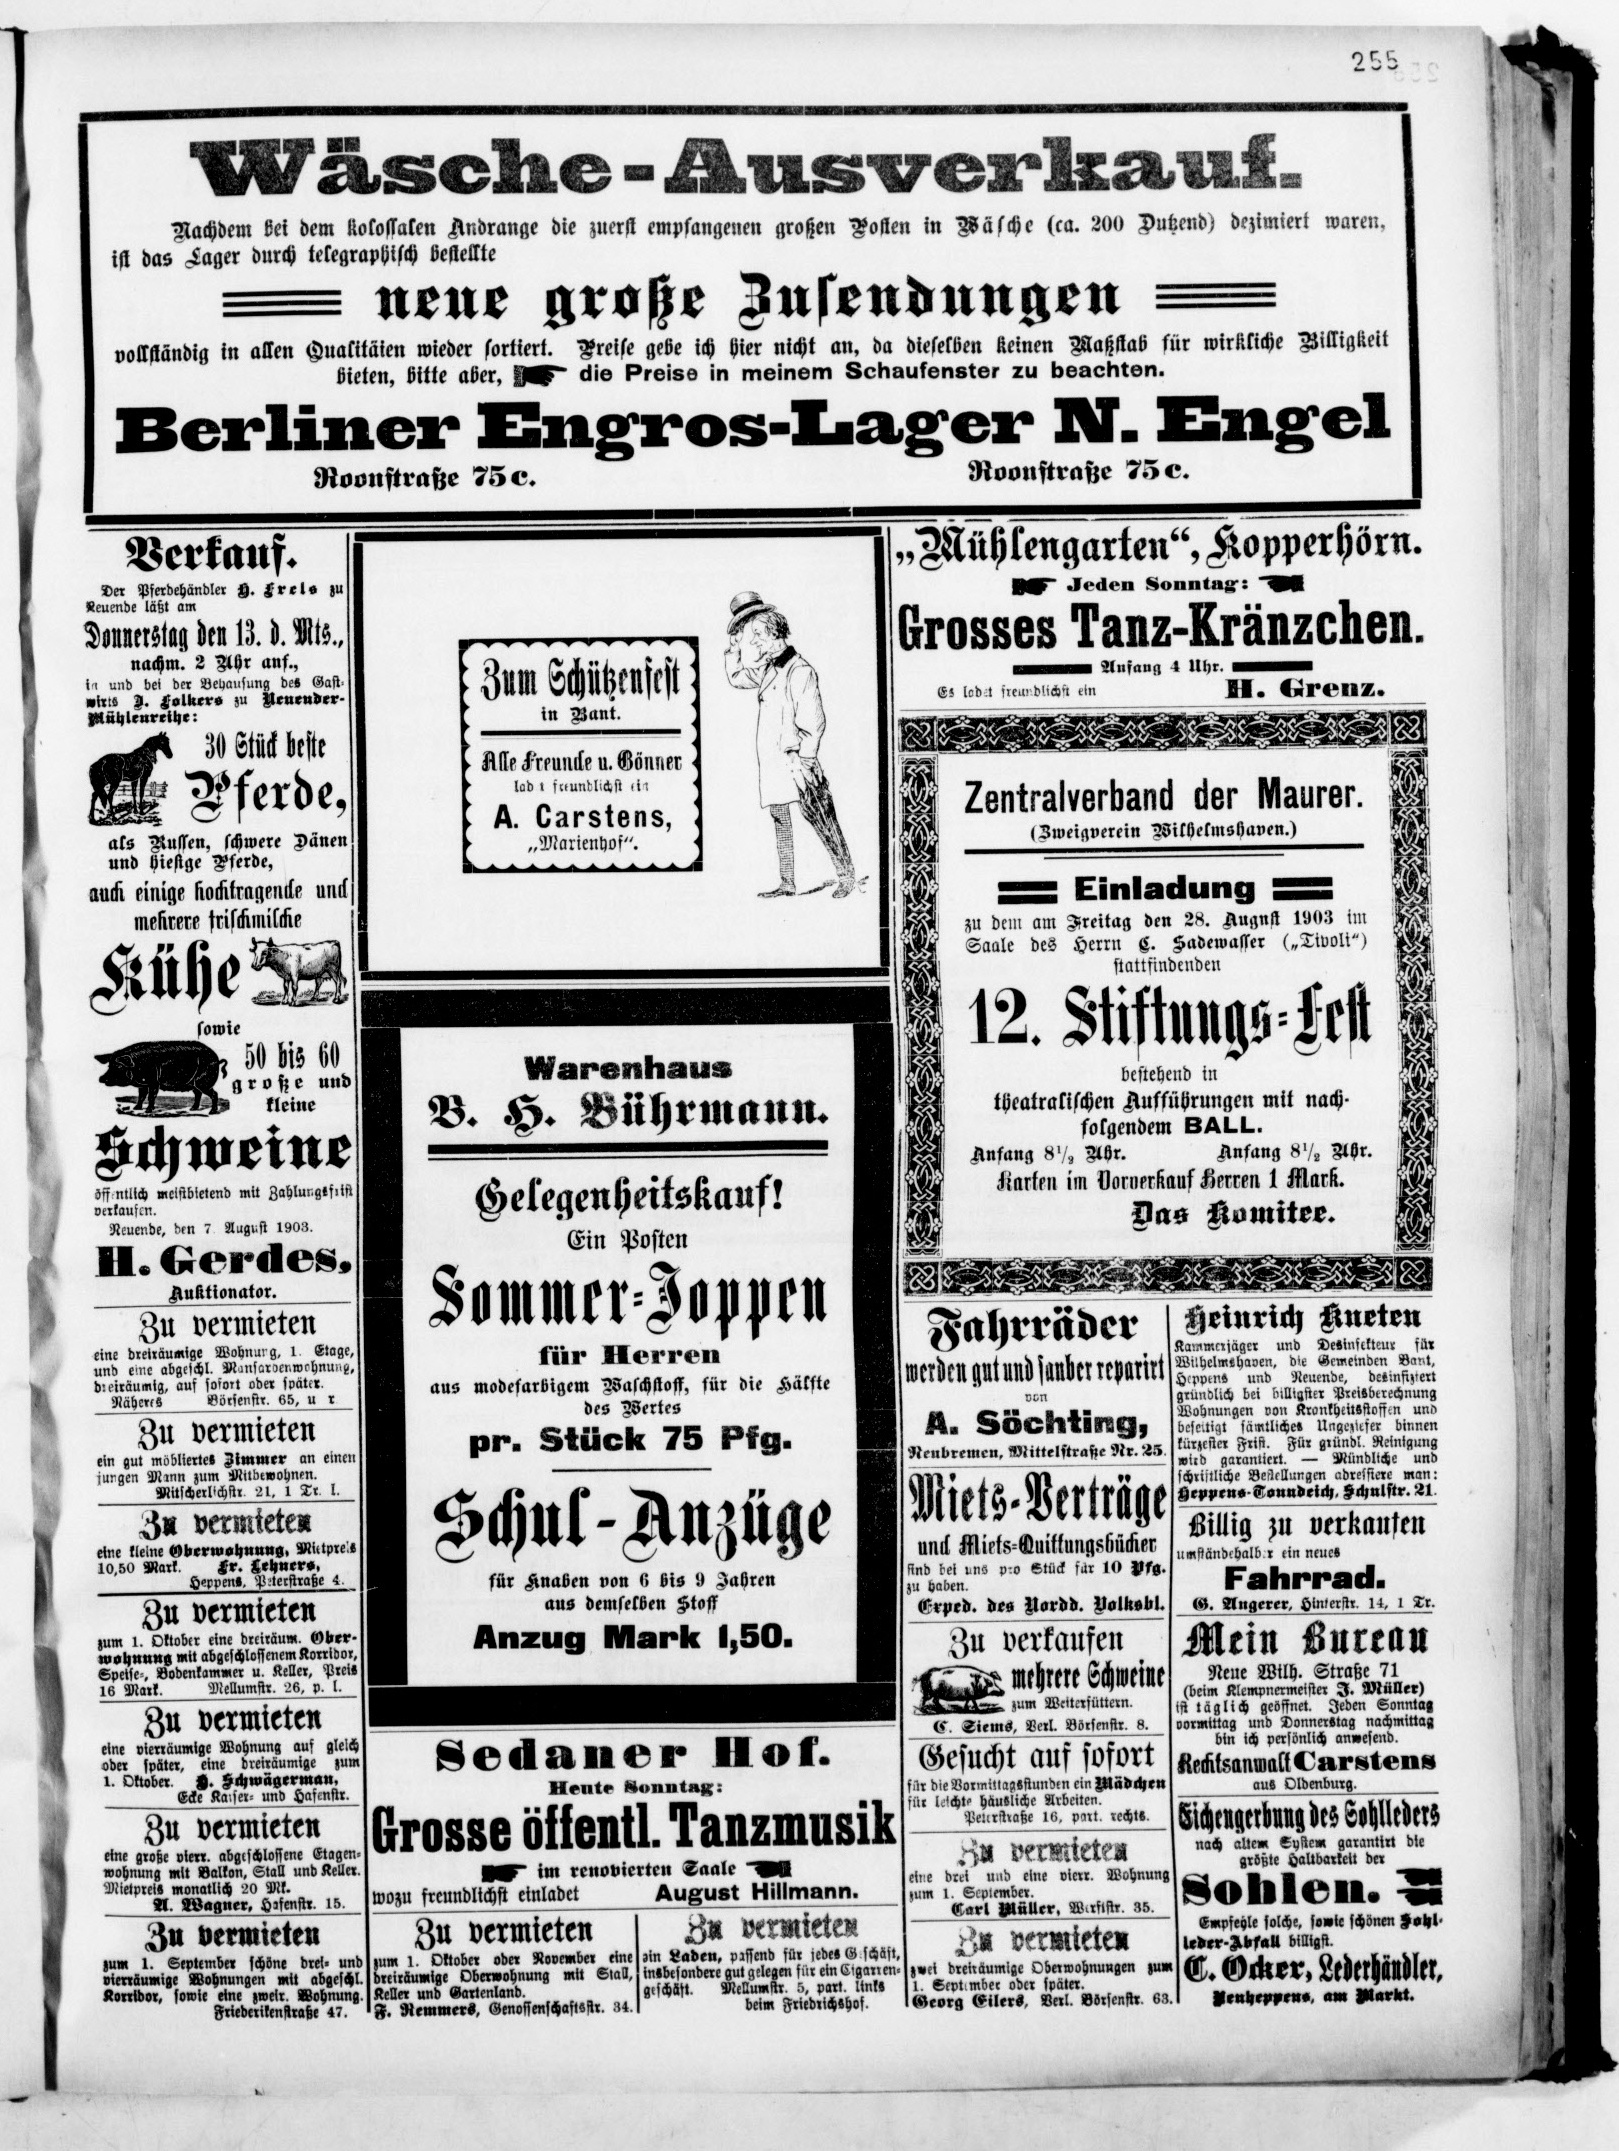 255
Wäsche-Ausverkauf.
Nachdem bei dem kolossalen Andrange die zuerst empfangenen großen Posten in Wäsche (ca. 200 Dutzend) dezimiert waren,
ist das Lager durch telegraphisch bestellte
neue große Zusendungen
vollständig in allen Qualitäten wieder sortiert. Preise gebe ich hier nicht an, da dieselben keinen Maßstab für wirkliche Billigkeit
bieten, bitte aber, die Preise in meinem Schaufenster zu beachten.
Berliner Engros-Lager N. Engel
Roonstraße 75c. Roonstraße 75c.
Verkauf.
Der Pferdehändler H. Frels zu
Neuende läßt am
Donnerstag den 13. d. Mts.,
nachm. 2 Uhr anf.,
in und bei der Behausung des Gast-
wirts J. Folkers zu Neuender-
Mühlenreihe:
30 Stück beste
Pferde,
als Russen, schwere Dänen
und hiesige Pferde,
auch einige hochtragende und
mehrere frischmilche
Kühe
sowie
50 bis 60
große und
kleine
Schweine
öffentlich meistbietend mit Zahlungsfrist
verkaufen.
Neuende, den 7. August 1903.
H. Gerdes,
Auktionator.
Zu vermieten
eine dreiräumige Wohnung, 1. Etage,
und eine abgeschl. Mansardenwohnung,
dreiräumig, auf sofort oder später.
Näheres Börsenstr. 65, u r.
Zu vermieten
ein gut möbliertes Zimmer an einen
jungen Mann zum Mitbewohnen.
Mitscherlichstr. 21, 1 Tr. l.
Zu vermieten
eine kleine Oberwohnung, Mietpreis
10,50 Mark. Fr. Lehners,
Heppens, Peterstraße 4.
Zu vermieten
zum 1. Oktober eine dreiräum. Ober-
wohnung mit abgeschlossenem Korridor,
Speise-, Bodenkammer u. Keller, Preis
16 Mark. Mellumstr. 26, p. l.
Zu vermieten
eine vierräumige Wohnung auf gleich
oder später, eine dreiräumige zum
1. Oktober. H. Schwägerman,
Ecke Kaiser- und Hafenstr.
Zu vermieten
eine große vierr. abgeschlossene Etagen-
wohnung mit Balkon, Stall und Keller.
Mietpreis monatlich 20 Mk.
A. Wagner, Hafenstr. 15.
Zu vermieten
zum 1. September schöne drei- und
vierräumige Wohnungen mit abgeschl.
Korridor, sowie eine zweir. Wohnung.
Friederikenstraße 47.
Zum Schützenfest
in Bant.
Alle Freunde u. Gönner
ladet freundlichst ein
A. Carstens,
„Marienhof“.
Warenhaus
B. H. Bührmann.
Gelegenheitskauf!
Ein Posten
Sommer-Joppen
für Herren
aus modefarbigem Waschstoff, für die Hälfte
des Wertes
pr. Stück 75 Pfg.
Schul-Anzüge
für Knaben von 6 bis 9 Jahren
aus demselben Stoff
Anzug Mark 1,50.
Sedaner Hof.
Heute Sonntag:
Grosse öffentl. Tanzmusik
im renovierten Saale
wozu freundlichst einladet August Hillmann.
Zu vermieten
zum 1. Oktober oder November eine
dreiräumige Oberwohnung mit Stall,
Keller und Gartenland.
F. Remmers, Genossenschaftsstr. 34.
Zu vermieten
ein Laden, passend für jedes Geschäft,
insbesondere gut gelegen für ein Cigarren-
geschäft. Mellumstr. 5, part. links
beim Friedrichshof.
„Mühlengarten“, Kopperhörn.
Jeden Sonntag:
Grosses Tanz-Kränzchen.
Anfang 4 Uhr.
Es ladet freundlichst ein H. Grenz.
Zentralverband der Maurer.
(Zweigverein Wilhelmshaven.)
Einladung
zu dem am Freitag den 28. August 1903 im
Saale des Herrn C. Sadewasser („Tivoli“)
stattfindenden
12. Stiftungs-Fest
bestehend in
theatralischen Aufführungen mit nach-
folgendem BALL.
Anfang 8½ Uhr. Anfang 8½ Uhr.
Karten im Vorverkauf Herren 1 Mark.
Das Komitee.
Fahrräder
werden gut und sauber reparirt
von
A. Söchting,
Neubremen, Mittelstraße Nr. 25.
Miets-Verträge
und Miets-Quittungsbücher
sind bei uns pro Stück für 10 Pfg.
zu haben.
Exped. des Nordd. Volksbl.
Zu verkaufen
mehrere Schweine
zum Weiterfüttern.
C. Siems, Verl. Börsenstr. 8.
Gesucht auf sofort
für die Vormittagsstunden ein Mädchen
für leichte häusliche Arbeiten.
Peterstraße 16, part. rechts.
Zu vermieten
eine drei und eine vierr. Wohnung
zum 1. September.
Carl Müller, Werftstr. 35.
Zu vermieten
zwei dreiräumige Oberwohnungen zum
1. September oder später.
Georg Eilers, Verl. Börsenstr. 63.
Heinrich Kneten
Kammerjäger und Desinfekteur für
Wilhelmshaven, die Gemeinden Bant,
Heppens und Neuende, desinfiziert
gründlich bei billigster Preisberechnung
Wohnungen von Krankheitsstoffen und
beseitigt sämtliches Ungeziefer binnen
kürzester Frist. Für gründl. Reinigung
wird garantiert. — Mündliche und
schriftliche Bestellungen adressiere man:
Heppens-Tonndeich, Schulstr. 21.
Billig zu verkaufen
umständehalber ein neues
Fahrrad.
G. Angerer, Hinterstr. 14, 1 Tr.
Mein Bureau
Neue Wilh. Straße 71
(beim Klempnermeister J. Müller)
ist täglich geöffnet. Jeden Sonntag
vormittag und Donnerstag nachmittag
bin ich persönlich anwesend.
Rechtsanwalt Carstens
aus Oldenburg.
Eichengerbung des Sohlleders
nach altem System garantirt die
größte Haltbarkeit der
Sohlen.
Empfehle solche, sowie schönen Sohl-
leder-Abfall billigst.
C. Ocker, Lederhändler,
Neuheppens, am Markt.